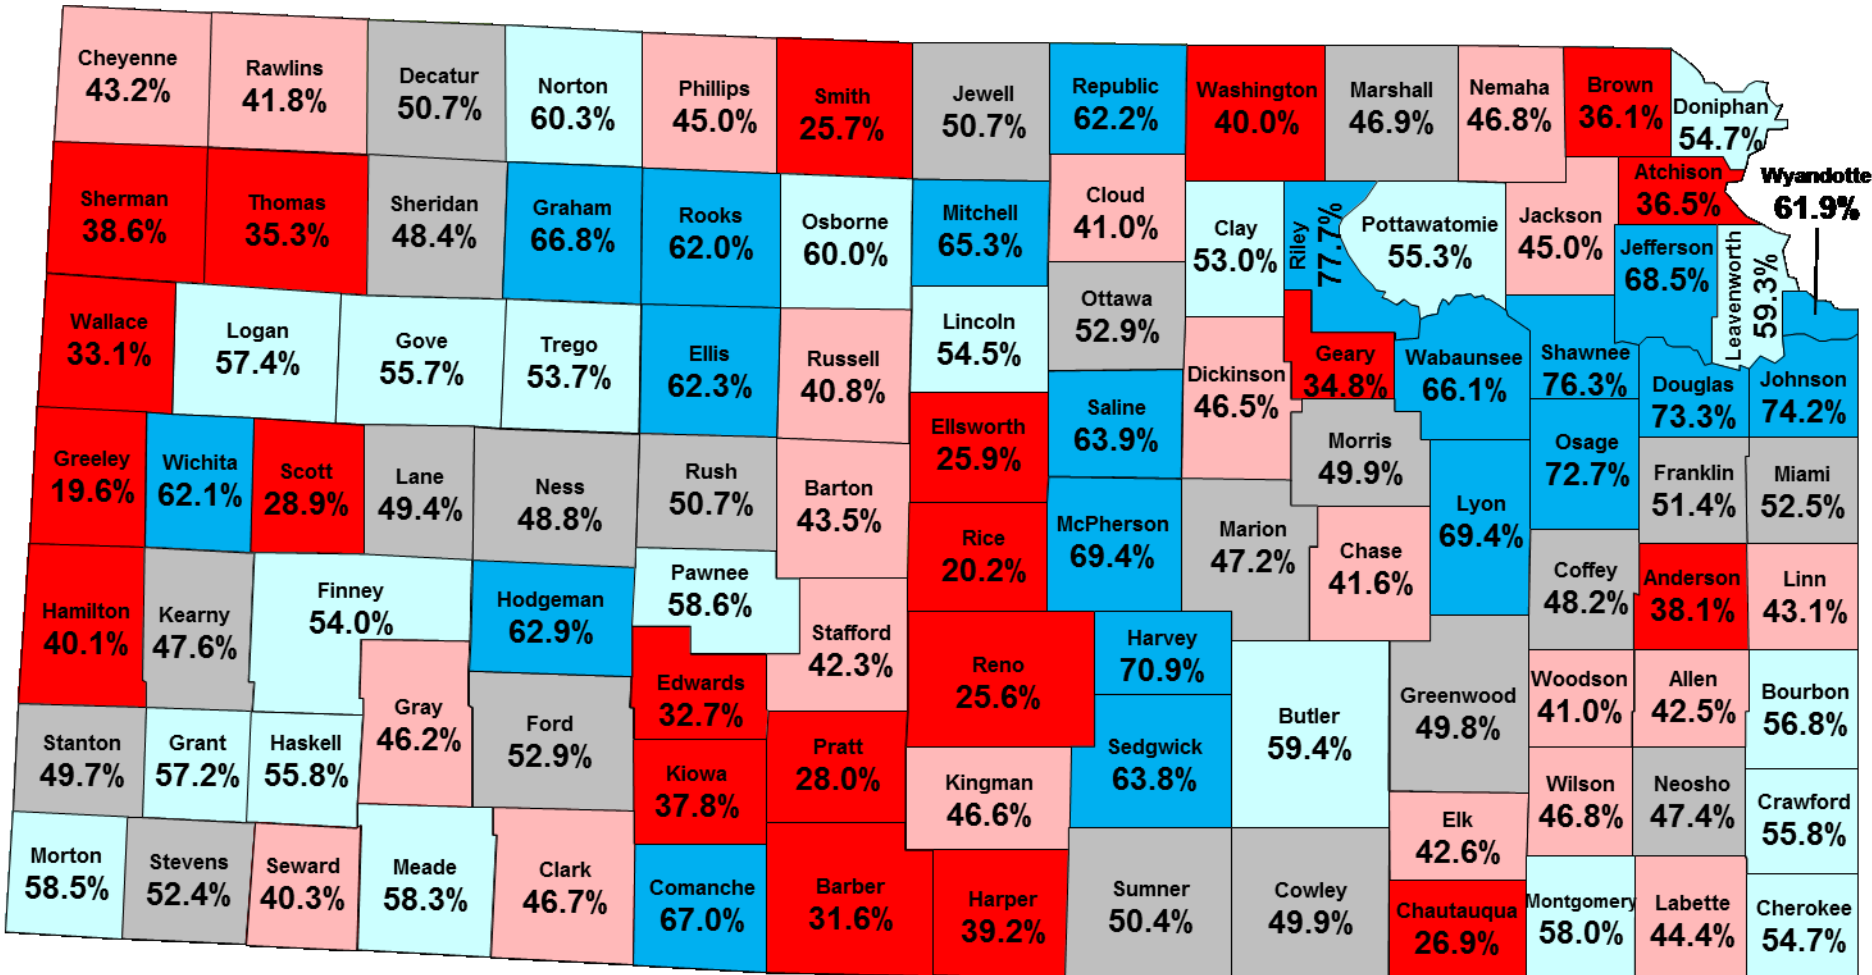 Cheyenne
43.2%
Rawlins
41.8%
Decatur
50.7%
Norton
60.3%
Phillips
45.0%
Smith
25.7%
Jewell
50.7%
Republic
62.2%
Washington
40.0%
Marshall
46.9%
Nemaha
46.8%
Brown
36.1%
Doniphan
54.7%
Sherman
38.6%
Thomas
35.3%
Sheridan
48.4%
Graham
66.8%
Rooks
62.0%
Osborne
60.0%
Mitchell
65.3%
Cloud
41.0%
Clay
53.0%
Riley
77.7%
Pottawatomie
55.3%
Jackson
45.0%
Atchison
36.5%
Wyandotte
61.9%
Jefferson
68.5%
Leavenworth
59.3%
Wallace
33.1%
Logan
57.4%
Gove
55.7%
Trego
53.7%
Ellis
62.3%
Russell
40.8%
Lincoln
54.5%
Ottawa
52.9%
Dickinson
46.5%
Geary
34.8%
Wabaunsee
66.1%
Shawnee
76.3%
Douglas
73.3%
Johnson
74.2%
Greeley
19.6%
Wichita
62.1%
Scott
28.9%
Lane
49.4%
Ness
48.8%
Rush
50.7%
Barton
43.5%
Ellsworth
25.9%
Saline
63.9%
Morris
49.9%
Osage
72.7%
Franklin
51.4%
Miami
52.5%
Rice
20.2%
McPherson
69.4%
Marion
47.2%
Chase
41.6%
Lyon
69.4%
Coffey
48.2%
Anderson
38.1%
Linn
43.1%
Hamilton
40.1%
Kearny
47.6%
Finney
54.0%
Hodgeman
62.9%
Pawnee
58.6%
Stafford
42.3%
Reno
25.6%
Harvey
70.9%
Edwards
32.7%
Gray
46.2%
Ford
52.9%
Sedgwick
63.8%
Butler
59.4%
Greenwood
49.8%
Woodson
41.0%
Allen
42.5%
Bourbon
56.8%
Stanton
49.7%
Grant
57.2%
Haskell
55.8%
Kiowa
37.8%
Pratt
28.0%
Kingman
46.6%
Elk
42.6%
Wilson
46.8%
Neosho
47.4%
Crawford
55.8%
Morton
58.5%
Stevens
52.4%
Seward
40.3%
Meade
58.3%
Clark
46.7%
Comanche
67.0%
Barber
31.6%
Harper
39.2%
Sumner
50.4%
Cowley
49.9%
Chautauqua
26.9%
Montgomery
58.0%
Labette
44.4%
Cherokee
54.7%